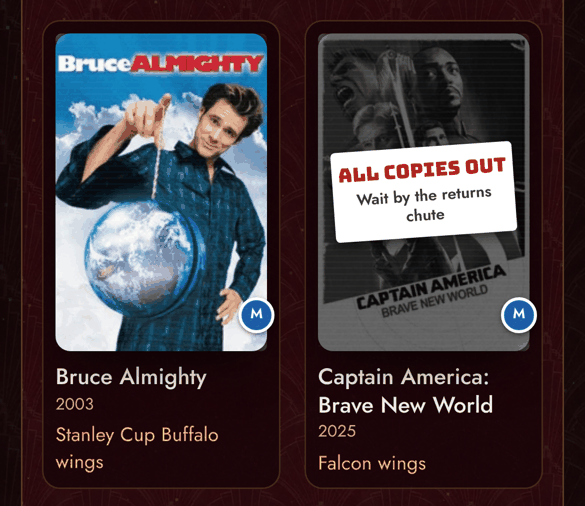 BruceALMIGHTY
M
Bruce Almighty
2003
Stanley Cup Buffalo
wings
ALL COPIES OUT
Wait by the returns
chute
CAPTAIN AMERICA
BRAVE NEW WORLD
M
Captain America:
Brave New World
2025
Falcon wings